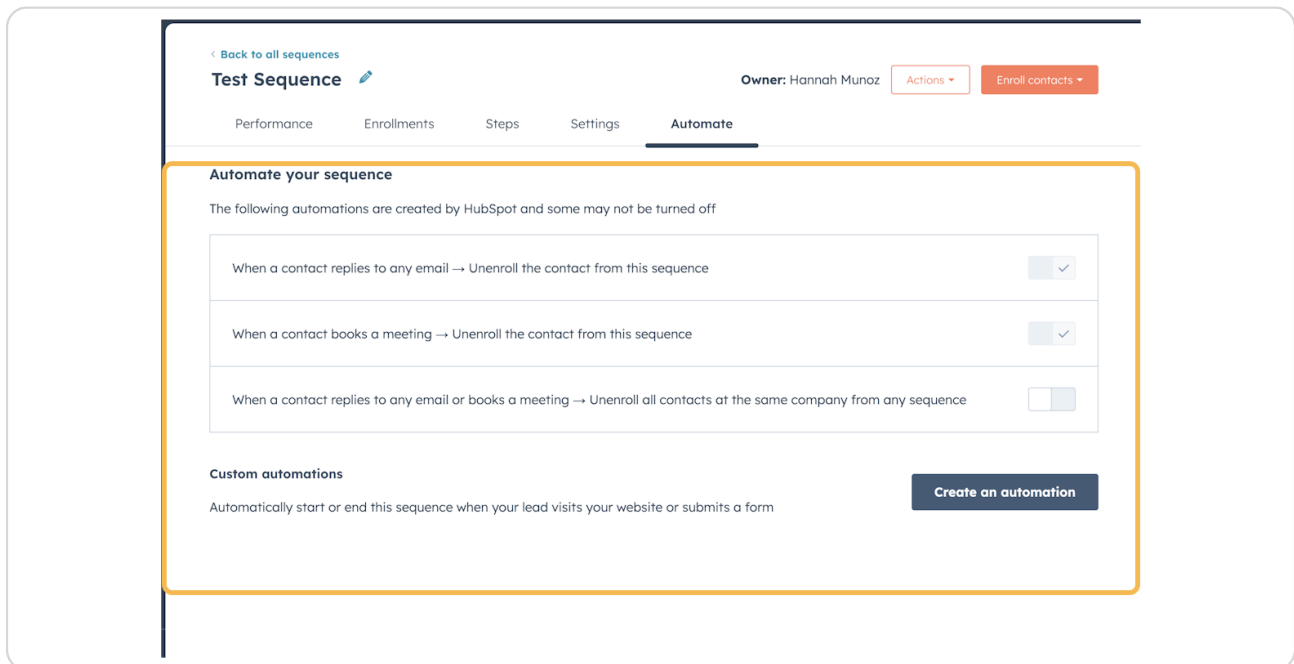 Back to all sequences
Test Sequence
Owner: Hannah Munoz
Actions
Enroll contacts
Performance
Enrollments
Steps
Settings
Automate
Automate your sequence
The following automations are created by HubSpot and some may not be turned off
When a contact replies to any email → Unenroll the contact from this sequence
When a contact books a meeting → Unenroll the contact from this sequence
When a contact replies to any email or books a meeting → Unenroll all contacts at the same company from any sequence
Custom automations
Automatically start or end this sequence when your lead visits your website or submits a form
Create an automation